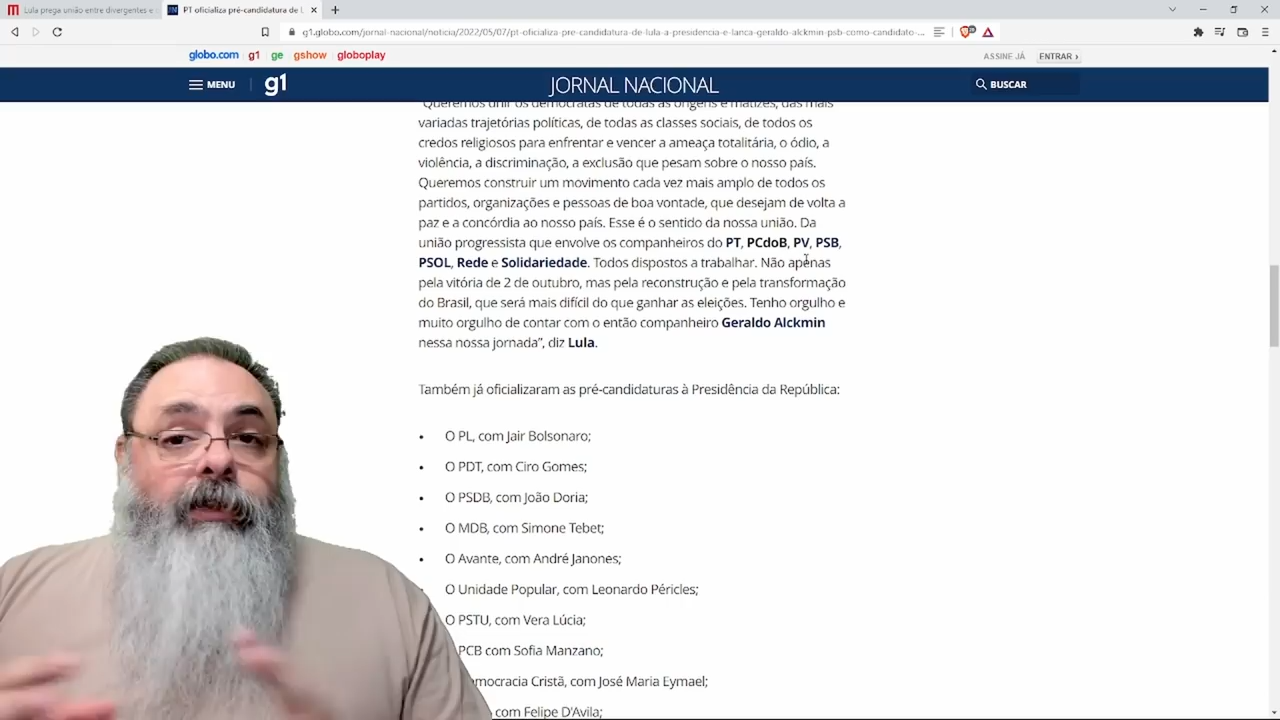 Lula prega união entre divergentes e
PT oficializa pré-candidatura de L
g1.globo.com/jornal-nacional/noticia/2022/05/07/pt-oficializa-pre-candidatura-de-lula-a-presidencia-e-lanca-geraldo-alckmin-psb-como-candidato-...
globo.com g1 ge gshow globoplay
ASSINE JÁ ENTRAR ›
MENU g1 JORNAL NACIONAL BUSCAR
"Queremos unir os democratas de todas as origens e matizes, das mais
variadas trajetórias políticas, de todas as classes sociais, de todos os
credos religiosos para enfrentar e vencer a ameaça totalitária, o ódio, a
violência, a discriminação, a exclusão que pesam sobre o nosso país.
Queremos construir um movimento cada vez mais amplo de todos os
partidos, organizações e pessoas de boa vontade, que desejam de volta a
paz e a concórdia ao nosso país. Esse é o sentido da nossa união. Da
união progressista que envolve os companheiros do PT, PCdoB, PV, PSB,
PSOL, Rede e Solidariedade. Todos dispostos a trabalhar. Não apenas
pela vitória de 2 de outubro, mas pela reconstrução e pela transformação
do Brasil, que será mais difícil do que ganhar as eleições. Tenho orgulho e
muito orgulho de contar com o então companheiro Geraldo Alckmin
nessa nossa jornada”, diz Lula.
Também já oficializaram as pré-candidaturas à Presidência da República:
• O PL, com Jair Bolsonaro;
• O PDT, com Ciro Gomes;
• O PSDB, com João Doria;
• O MDB, com Simone Tebet;
• O Avante, com André Janones;
O Unidade Popular, com Leonardo Péricles;
O PSTU, com Vera Lúcia;
PCB com Sofia Manzano;
mocracia Cristã, com José Maria Eymael;
com Felipe D'Avila;